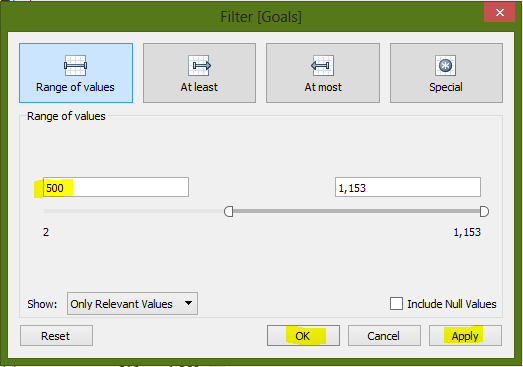 Filter [Goals]
Range of values
At least
At most
Special
Range of values
500
1,153
2
1,153
Show:
Only Relevant Values
Include Null Values
Reset
OK
Cancel
Apply